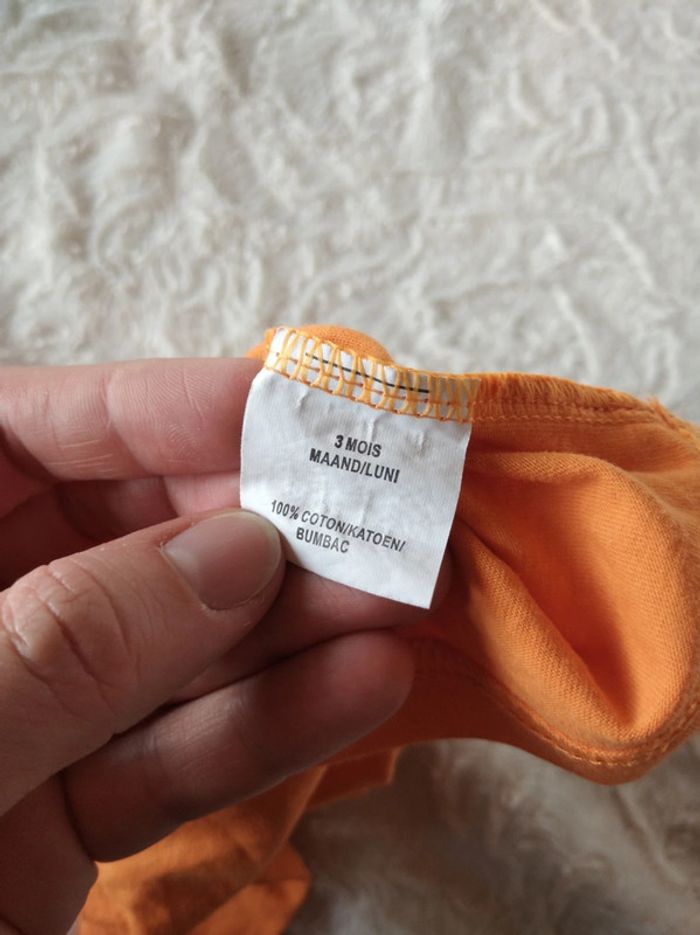 3 MOIS
MAAND/LUNI
100% COTON/KATOEN/
BUMBAC